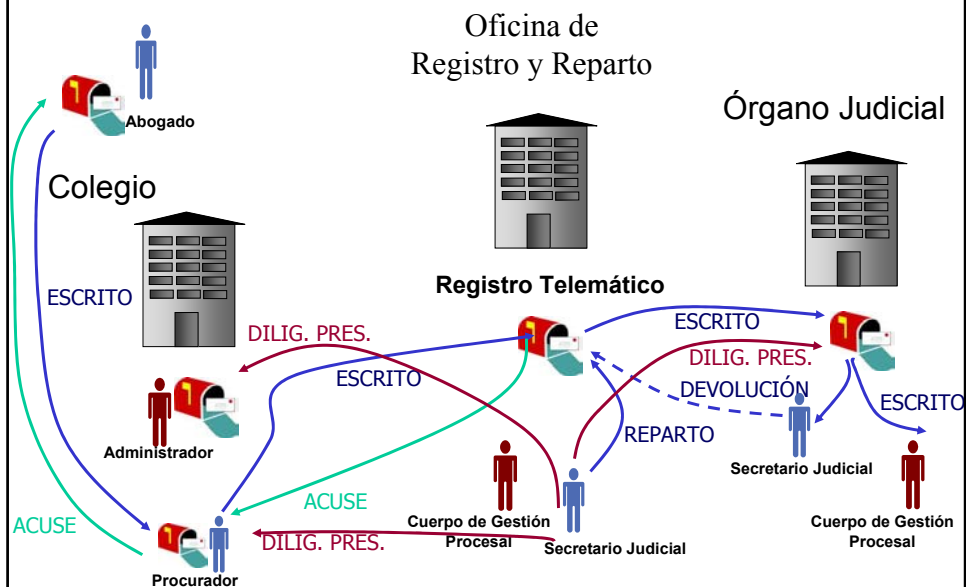 Oficina de
Registro y Reparto
Abogado
Órgano Judicial
Colegio
Registro Telemático
ESCRITO
ESCRITO
DILIG. PRES.
DILIG. PRES.
ESCRITO
DEVOLUCIÓN
ESCRITO
REPARTO
Administrador
Secretario Judicial
ACUSE
ACUSE
Cuerpo de Gestión
Procesal
Cuerpo de Gestión
Procesal
DILIG. PRES.
Secretario Judicial
Procurador